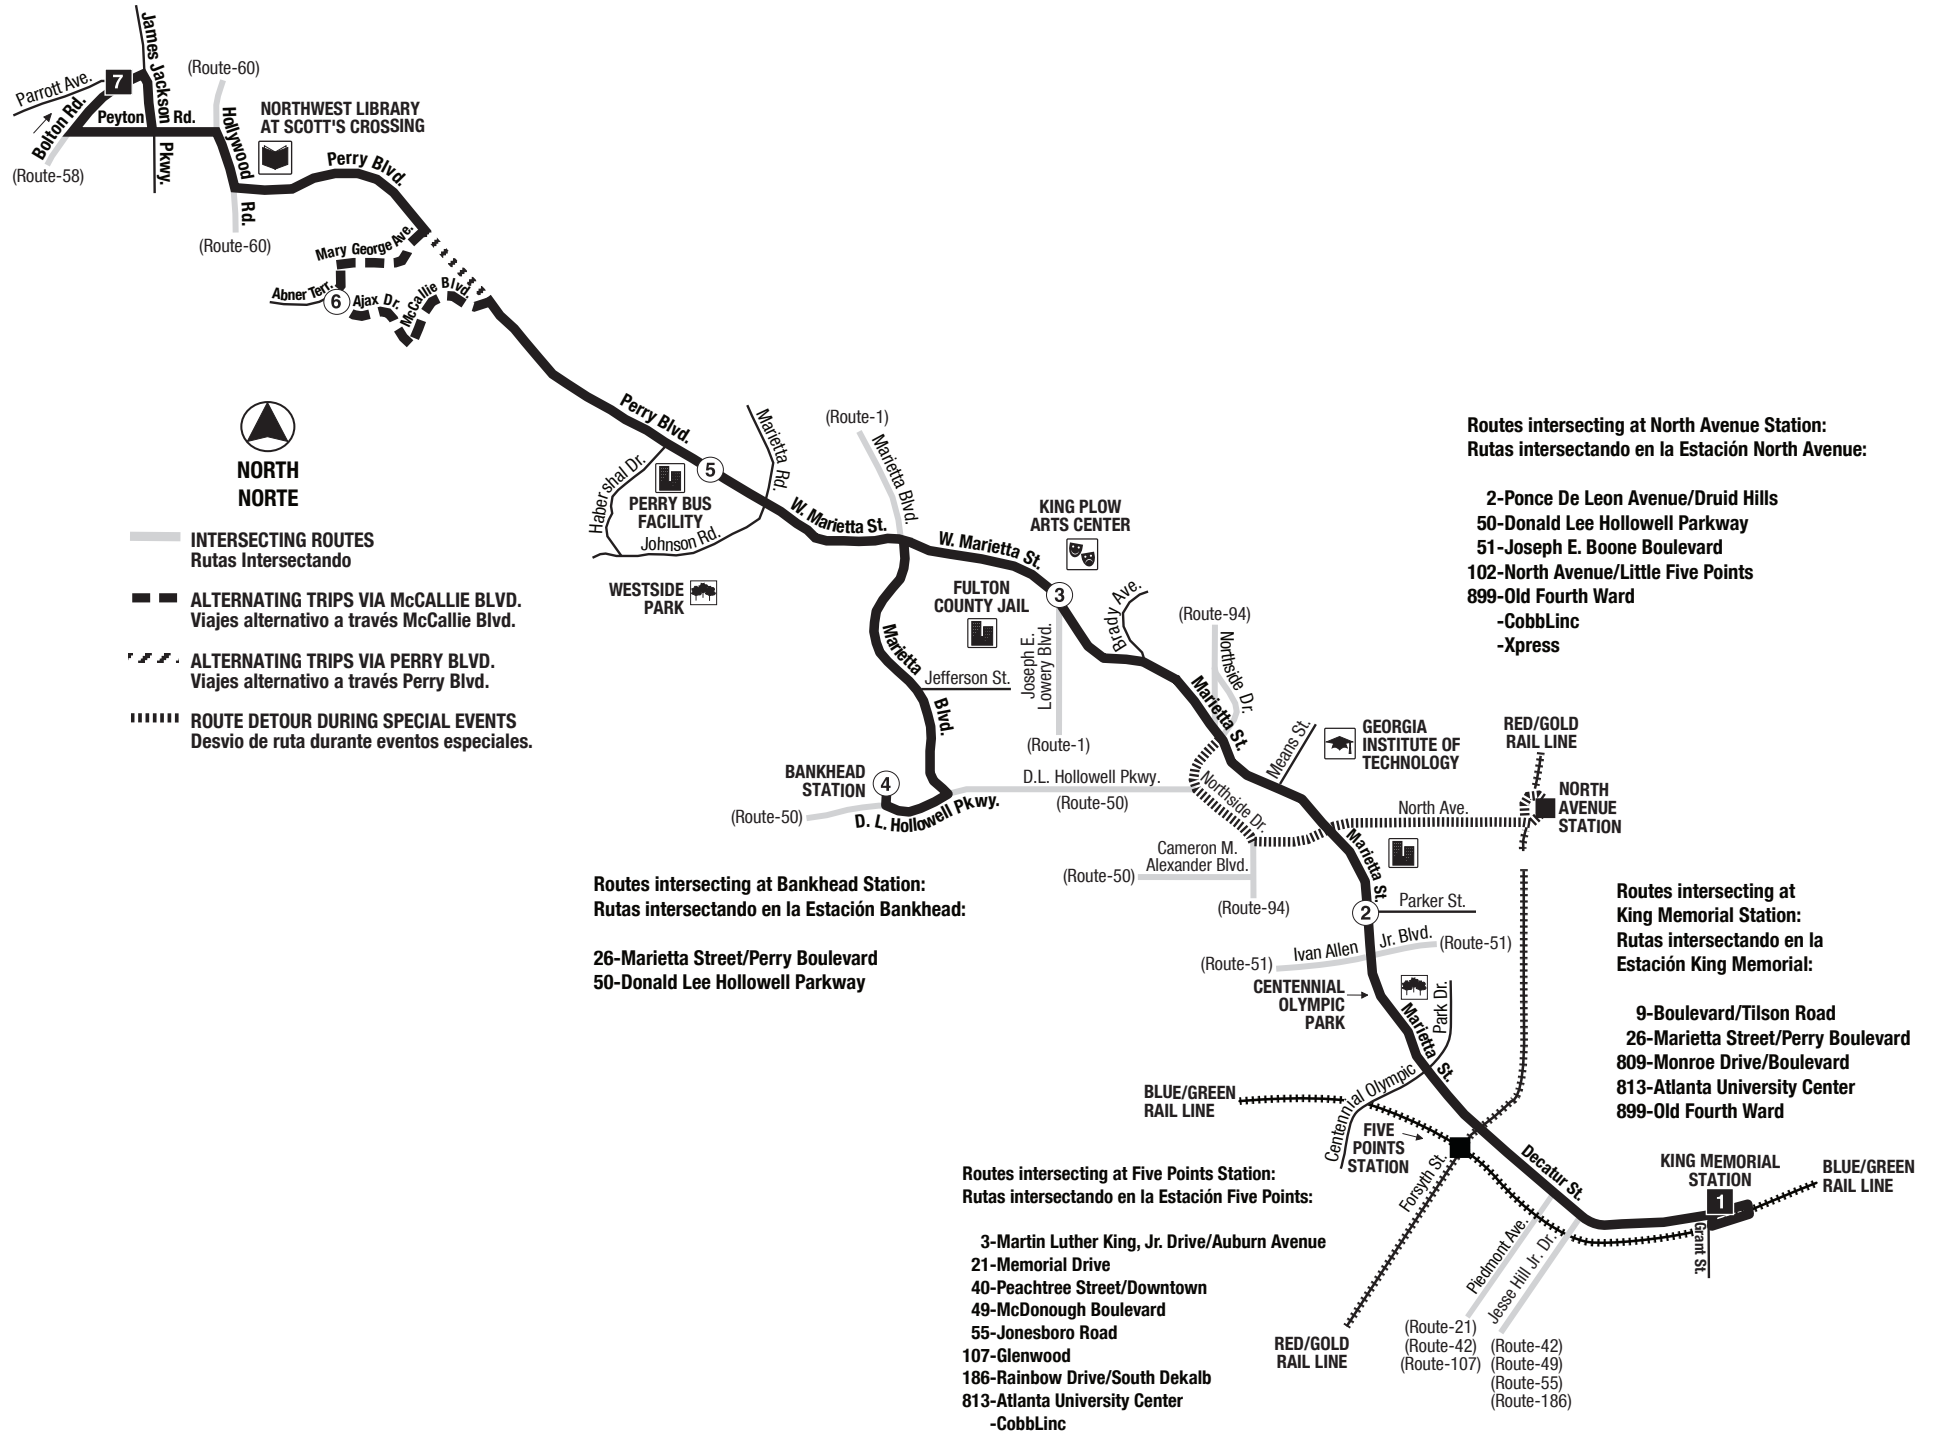 James Jackson
Pkwy.
Parrott Ave.
7
Bolton Rd.
Peyton Rd.
(Route-58)
(Route-60)
Hollywood
Rd.
(Route-60)
NORTHWEST LIBRARY
AT SCOTT'S CROSSING
Perry Blvd.
Mary George Ave.
Abner Terr.
6
Ajax Dr.
McCallie Blvd.
NORTH
NORTE
INTERSECTING ROUTES
Rutas Intersectando
ALTERNATING TRIPS VIA McCALLIE BLVD.
Viajes alternativo a través McCallie Blvd.
ALTERNATING TRIPS VIA PERRY BLVD.
Viajes alternativo a través Perry Blvd.
ROUTE DETOUR DURING SPECIAL EVENTS
Desvio de ruta durante eventos especiales.
Perry Blvd.
5
Habershal Dr.
PERRY BUS
FACILITY
Johnson Rd.
Marietta Rd.
W. Marietta St.
(Route-1)
Marietta Blvd.
WESTSIDE
PARK
W. Marietta St.
KING PLOW
ARTS CENTER
FULTON
COUNTY JAIL
3
Joseph E.
Lowery Blvd.
(Route-1)
Brady Ave.
Marietta
Blvd.
Jefferson St.
BANKHEAD
STATION
4
(Route-50)
D. L. Hollowell Pkwy.
D.L. Hollowell Pkwy.
(Route-50)
(Route-94)
Northside Dr.
Marietta St.
Northside Dr.
Means St.
GEORGIA
INSTITUTE OF
TECHNOLOGY
RED/GOLD
RAIL LINE
NORTH
AVENUE
STATION
North Ave.
Cameron M.
Alexander Blvd.
(Route-50)
(Route-94)
Marietta St.
2
Parker St.
Ivan Allen Jr. Blvd.
(Route-51)
(Route-51)
CENTENNIAL
OLYMPIC
PARK
Marietta St.
Centennial Olympic
Park Dr.
BLUE/GREEN
RAIL LINE
FIVE
POINTS
STATION
Forsyth St.
Decatur St.
KING MEMORIAL
STATION
1
BLUE/GREEN
RAIL LINE
Grant St.
Piedmont Ave.
Jesse Hill Jr. Dr.
RED/GOLD
RAIL LINE
(Route-21)
(Route-42)
(Route-107)
(Route-42)
(Route-49)
(Route-55)
(Route-186)
Routes intersecting at North Avenue Station:
Rutas intersectando en la Estación North Avenue:
2-Ponce De Leon Avenue/Druid Hills
50-Donald Lee Hollowell Parkway
51-Joseph E. Boone Boulevard
102-North Avenue/Little Five Points
899-Old Fourth Ward
-CobbLinc
-Xpress
Routes intersecting at Bankhead Station:
Rutas intersectando en la Estación Bankhead:
26-Marietta Street/Perry Boulevard
50-Donald Lee Hollowell Parkway
Routes intersecting at
King Memorial Station:
Rutas intersectando en la
Estación King Memorial:
9-Boulevard/Tilson Road
26-Marietta Street/Perry Boulevard
809-Monroe Drive/Boulevard
813-Atlanta University Center
899-Old Fourth Ward
Routes intersecting at Five Points Station:
Rutas intersectando en la Estación Five Points:
3-Martin Luther King, Jr. Drive/Auburn Avenue
21-Memorial Drive
40-Peachtree Street/Downtown
49-McDonough Boulevard
55-Jonesboro Road
107-Glenwood
186-Rainbow Drive/South Dekalb
813-Atlanta University Center
-CobbLinc